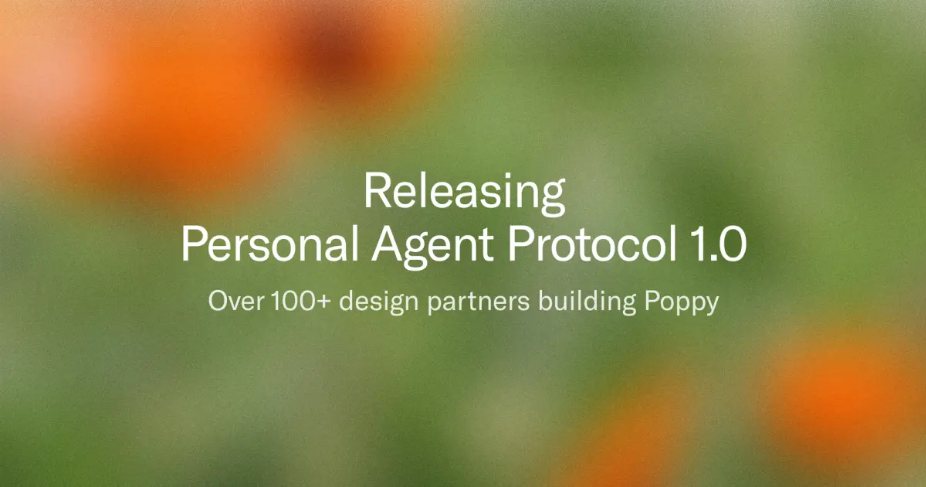 Releasing
Personal Agent Protocol 1.0
Over 100+ design partners building Poppy